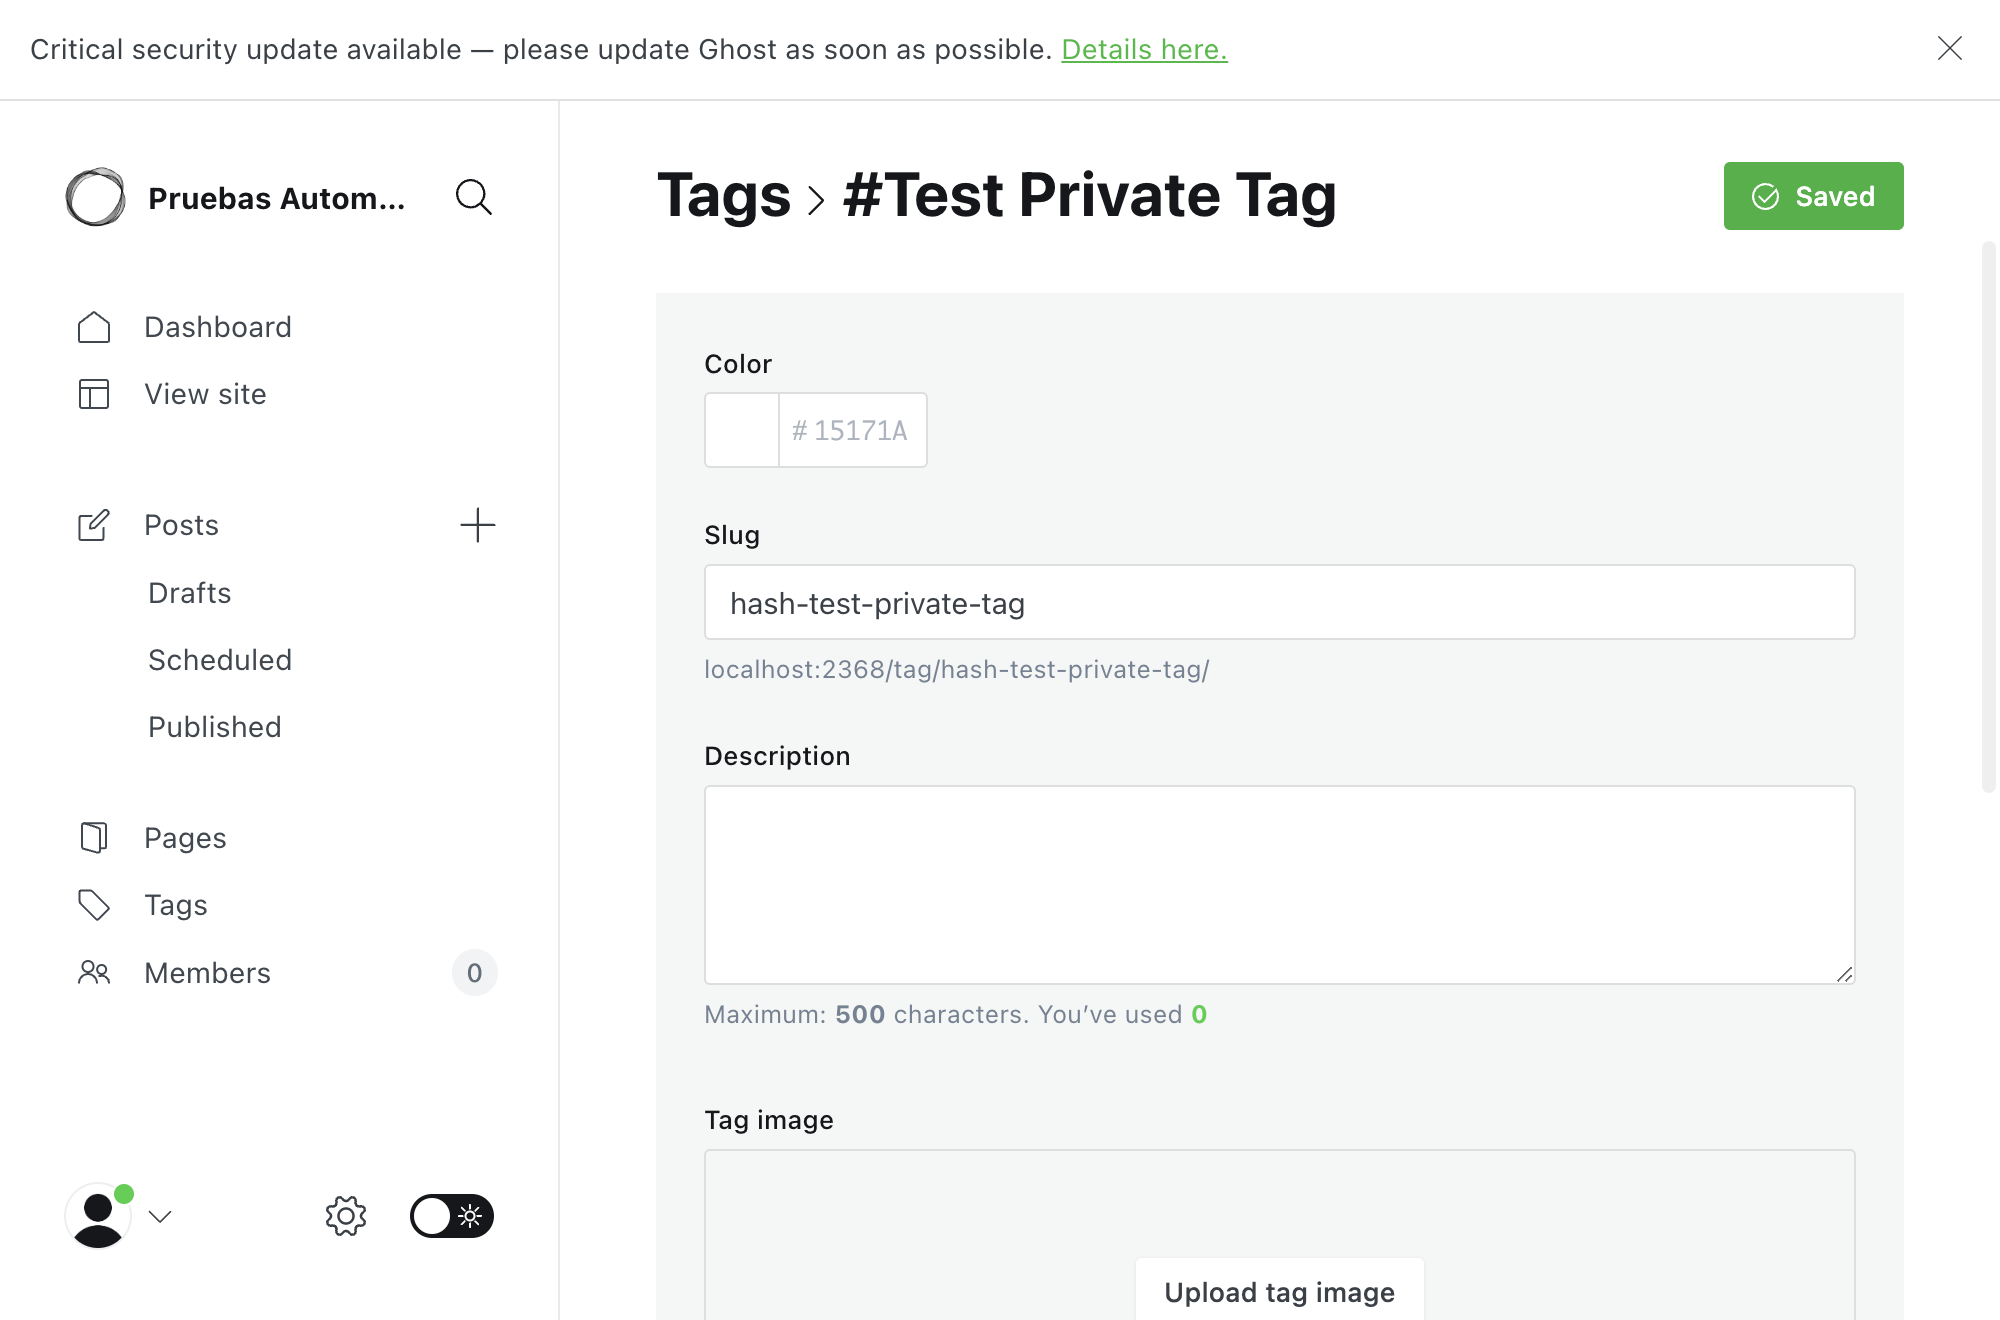 Critical security update available — please update Ghost as soon as possible. Details here.
Pruebas Autom...
Dashboard
View site
Posts
Drafts
Scheduled
Published
Pages
Tags
Members 0
Tags > #Test Private Tag
Saved
Color
# 15171A
Slug
hash-test-private-tag
localhost:2368/tag/hash-test-private-tag/
Description
Maximum: 500 characters. You’ve used 0
Tag image
Upload tag image